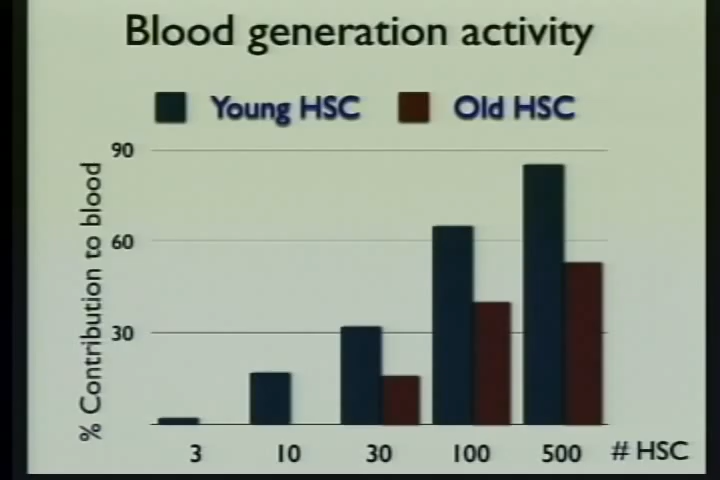 Blood generation activity
Young HSC Old HSC
% Contribution to blood
90
60
30
3 10 30 100 500 # HSC